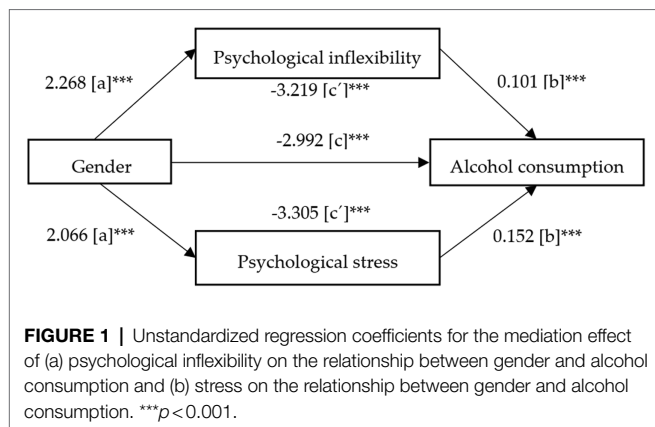 Psychological inflexibility
2.268 [a]***
-3.219 [c´]***
0.101 [b]***
-2.992 [c]***
Gender
Alcohol consumption
-3.305 [c´]***
2.066 [a]***
0.152 [b]***
Psychological stress
FIGURE 1 | Unstandardized regression coefficients for the mediation effect
of (a) psychological inflexibility on the relationship between gender and alcohol
consumption and (b) stress on the relationship between gender and alcohol
consumption. ***p<0.001.